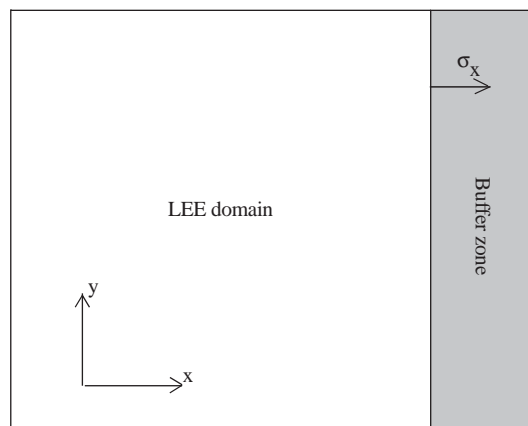 σx
LEE domain
Buffer zone
y
x